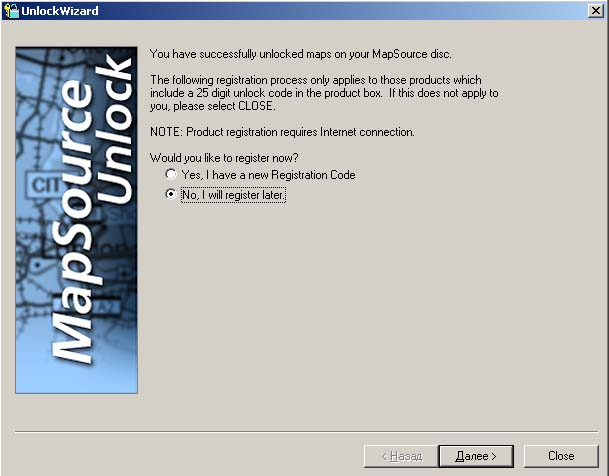 UnlockWizard
MapSource
Unlock
CIT
You have successfully unlocked maps on your MapSource disc.
The following registration process only applies to those products which
include a 25 digit unlock code in the product box.  If this does not apply to
you, please select CLOSE.
NOTE: Product registration requires Internet connection.
Would you like to register now?
Yes, I have a new Registration Code
No, I will register later.
< Назад
Далее >
Close